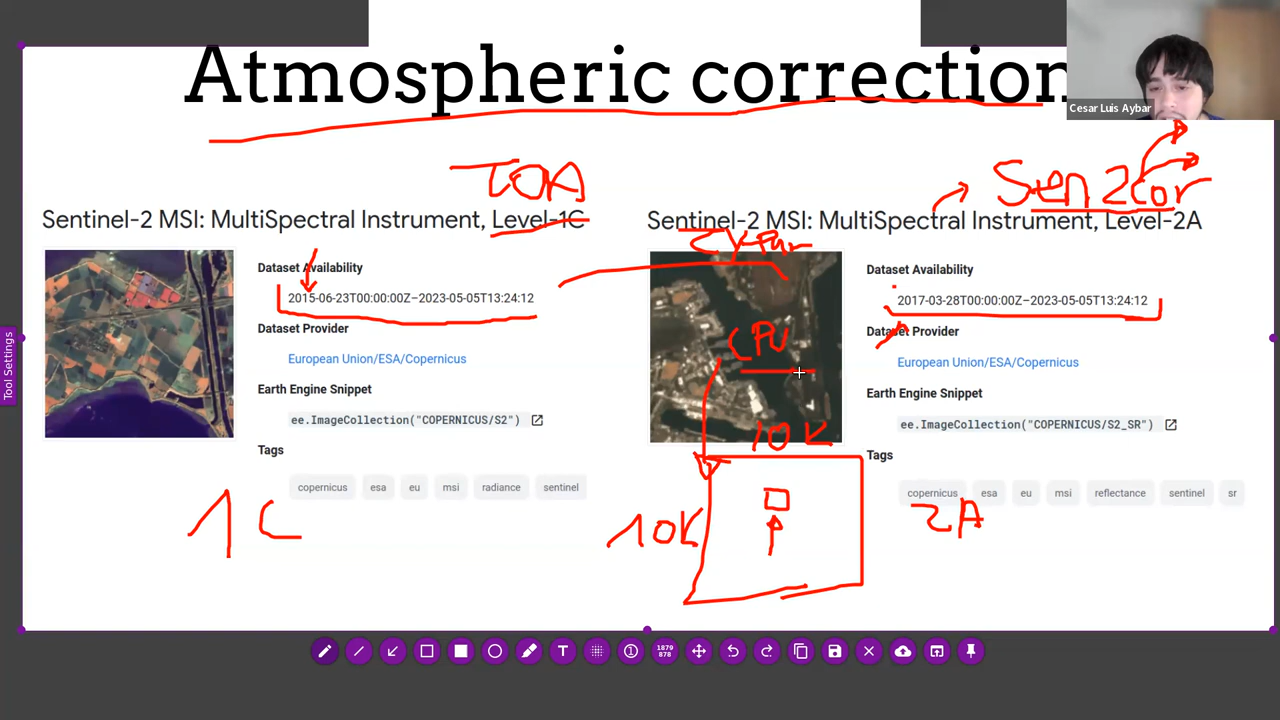 Atmospheric correction
Cesar Luis Aybar
TOA
Sen2Cor
Sentinel-2 MSI: MultiSpectral Instrument, Level-1C
Dataset Availability
2015-06-23T00:00:00Z–2023-05-05T13:24:12
Dataset Provider
European Union/ESA/Copernicus
Earth Engine Snippet
ee.ImageCollection("COPERNICUS/S2")
Tags
copernicus esa eu msi radiance sentinel
1C
Sentinel-2 MSI: MultiSpectral Instrument, Level-2A
Dataset Availability
2017-03-28T00:00:00Z–2023-05-05T13:24:12
Dataset Provider
European Union/ESA/Copernicus
Earth Engine Snippet
ee.ImageCollection("COPERNICUS/S2_SR")
Tags
copernicus esa eu msi reflectance sentinel sr
2A
CPU
10K
10K
Tool Settings
1
1879
878